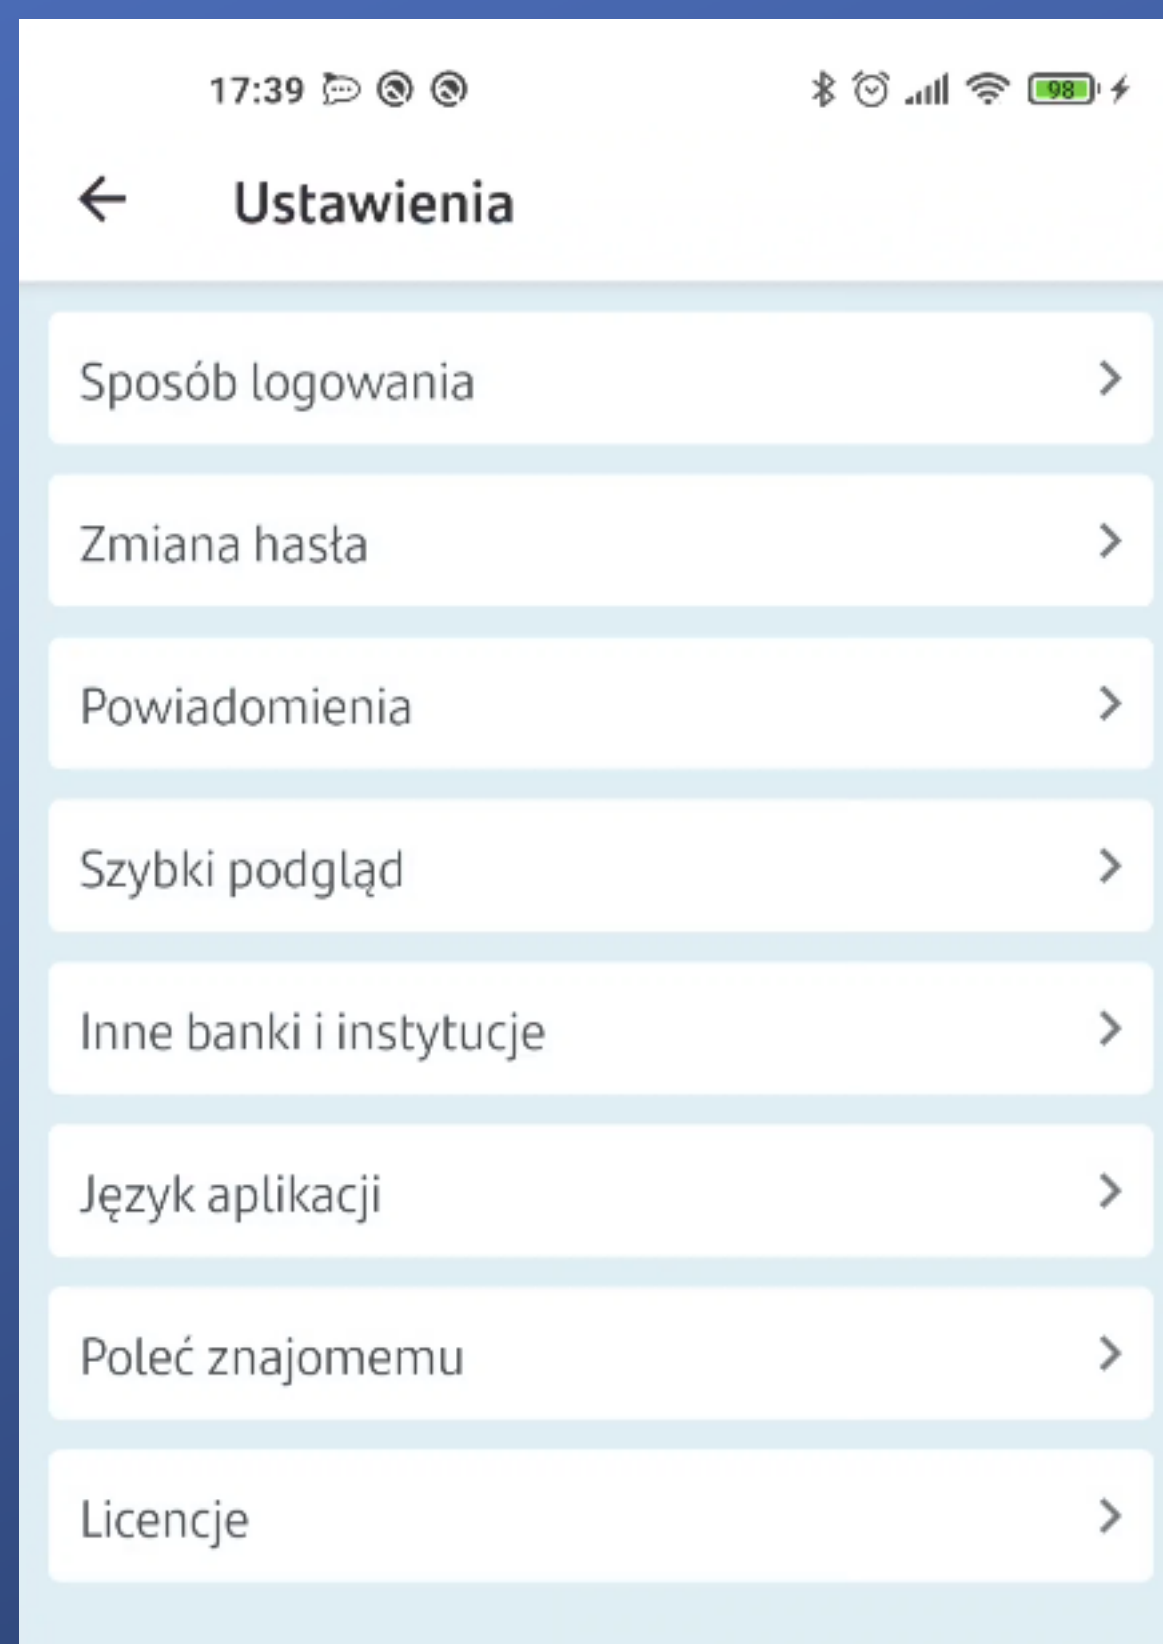 17:39 98
Ustawienia
Sposób logowania
Zmiana hasła
Powiadomienia
Szybki podgląd
Inne banki i instytucje
Język aplikacji
Poleć znajomemu
Licencje